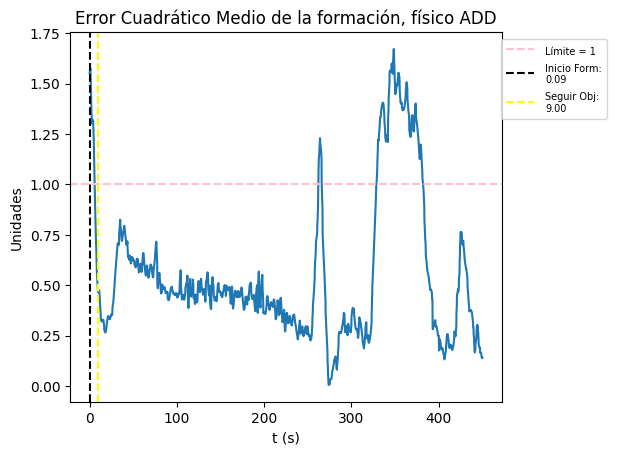 Error Cuadrático Medio de la formación, físico ADD
1.75
1.50
1.25
1.00
0.75
0.50
0.25
0.00
Unidades
0
100
200
300
400
t (s)
Límite = 1
Inicio Form:
0.09
Seguir Obj:
9.00